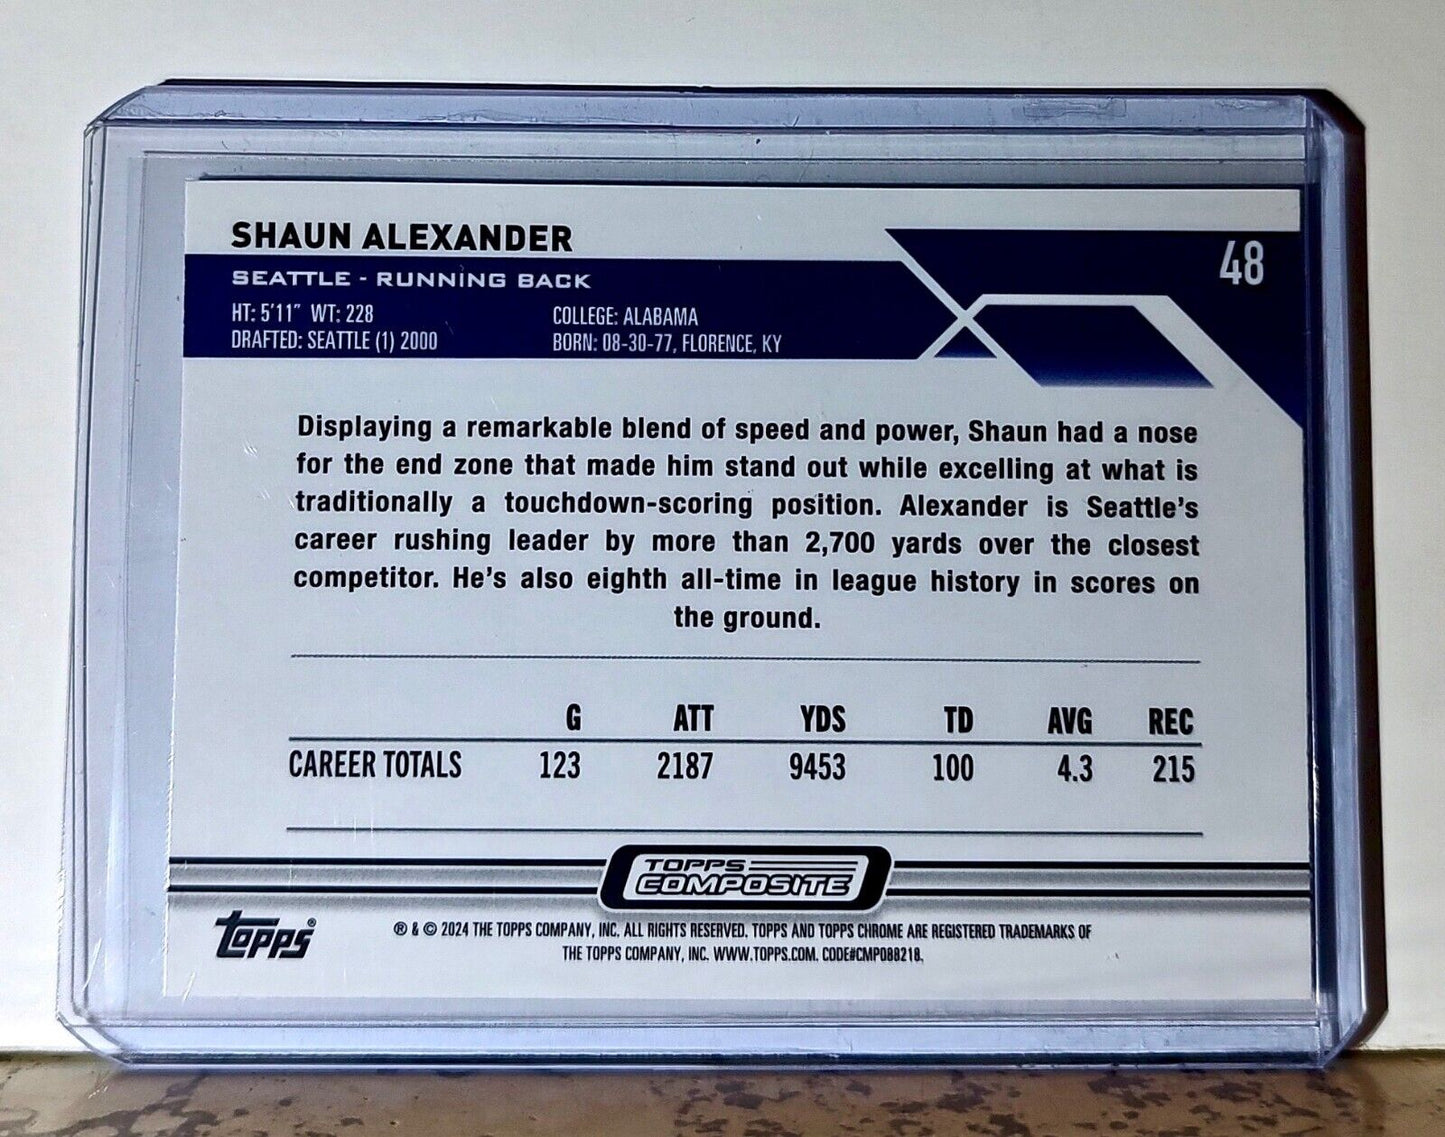 SHAUN ALEXANDER
48
SEATTLE - RUNNING BACK
HT: 5'11" WT: 228
COLLEGE: ALABAMA
DRAFTED: SEATTLE (1) 2000
BORN: 08-30-77, FLORENCE, KY
Displaying a remarkable blend of speed and power, Shaun had a nose
for the end zone that made him stand out while excelling at what is
traditionally a touchdown-scoring position. Alexander is Seattle's
career rushing leader by more than 2,700 yards over the closest
competitor. He's also eighth all-time in league history in scores on
the ground.
G ATT YDS TD AVG REC
CAREER TOTALS 123 2187 9453 100 4.3 215
TOPPS
COMPOSITE
Topps®
® & © 2024 THE TOPPS COMPANY, INC. ALL RIGHTS RESERVED. TOPPS AND TOPPS CHROME ARE REGISTERED TRADEMARKS OF
THE TOPPS COMPANY, INC. WWW.TOPPS.COM. CODE#CMP088218.